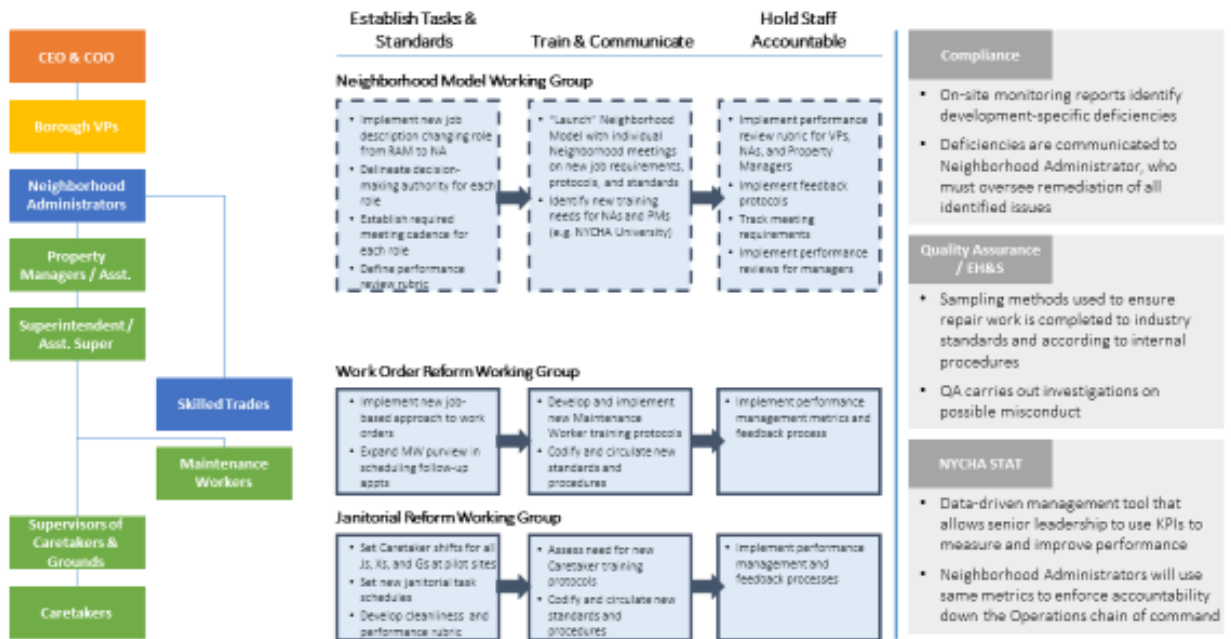 CEO & COO
Borough VPs
Neighborhood
Administrators
Property
Managers / Asst.
Superintendent /
Asst. Super
Skilled Trades
Maintenance
Workers
Supervisors of
Caretakers &
Grounds
Caretakers
Establish Tasks &
Standards
Train & Communicate
Hold Staff
Accountable
Neighborhood Model Working Group
• Implement new job
description changing role
from RAM to NA
• Delineate decision-
making authority for each
role
• Establish required
meeting cadence for
each role
• Define performance
review rubric
• "Launch" Neighborhood
Model with individual
Neighborhood meetings
on new job requirements,
protocols, and standards
• Identify new training
needs for NAs and PMs
(e.g. NYCHA University)
• Implement performance
review rubric for VPs,
NAs, and Property
Managers
• Implement feedback
protocols
• Track meeting
requirements
• Implement performance
reviews for managers
Work Order Reform Working Group
• Implement new job-
based approach to work
orders
• Expand MW purview in
scheduling follow-up
appts
• Develop and implement
new Maintenance
Worker training protocols
• Codify and circulate new
standards and
procedures
• Implement performance
management metrics and
feedback process
Janitorial Reform Working Group
• Set Caretaker shifts for all
Js, Xs, and Gs at pilot sites
• Set new janitorial task
schedules
• Develop cleanliness and
performance rubric
• Assess need for new
Caretaker training
protocols
• Codify and circulate new
standards and
procedures
• Implement performance
management and
feedback processes
Compliance
• On-site monitoring reports identify
development-specific deficiencies
• Deficiencies are communicated to
Neighborhood Administrator, who
must oversee remediation of all
identified issues
Quality Assurance
/ EH&S
• Sampling methods used to ensure
repair work is completed to industry
standards and according to internal
procedures
• QA carries out investigations on
possible misconduct
NYCHA STAT
• Data-driven management tool that
allows senior leadership to use KPIs to
measure and improve performance
• Neighborhood Administrators will use
same metrics to enforce accountability
down the Operations chain of command